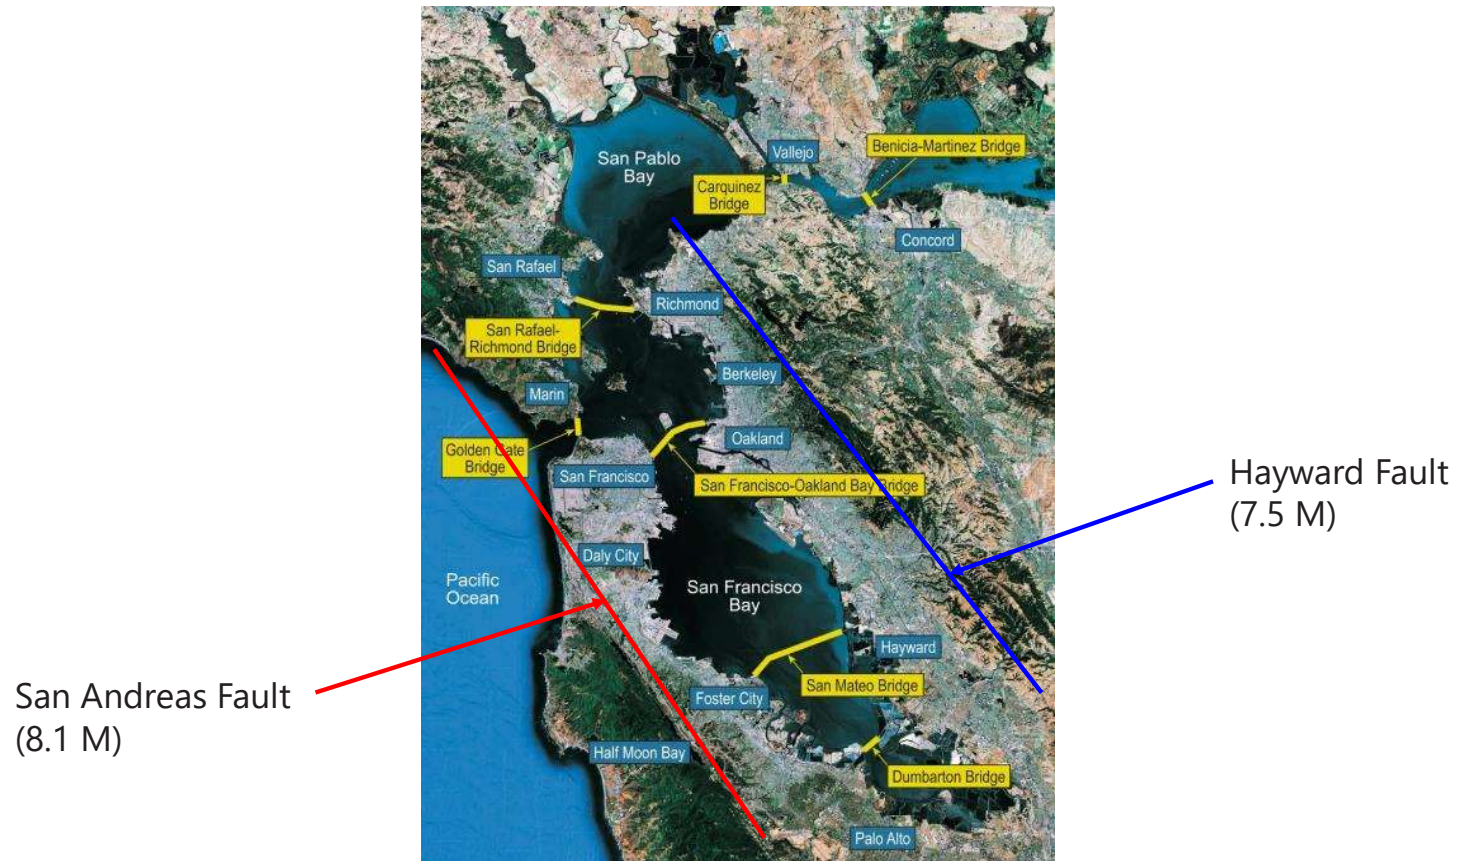 San Pablo
Bay
Vallejo
Benicia-Martinez Bridge
Carquinez
Bridge
Concord
San Rafael
Richmond
San Rafael-
Richmond Bridge
Berkeley
Marin
Golden Gate
Bridge
Oakland
San Francisco
San Francisco-Oakland Bay Bridge
Hayward Fault
(7.5 M)
Daly City
Pacific
Ocean
San Francisco
Bay
Hayward
San Mateo Bridge
Foster City
San Andreas Fault
(8.1 M)
Half Moon Bay
Dumbarton Bridge
Palo Alto